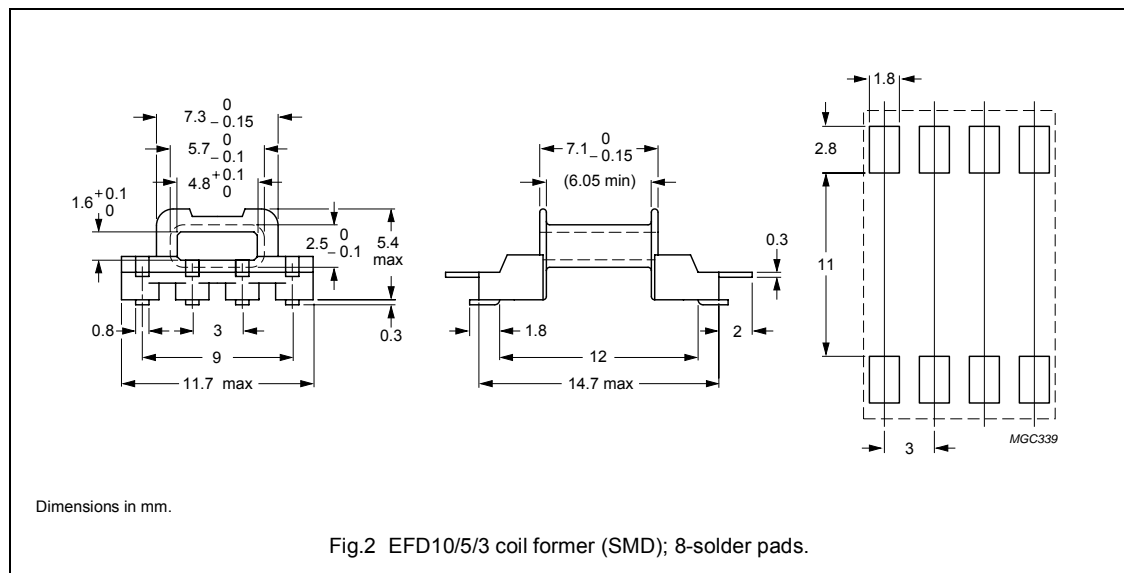 7.3 0 − 0.15
5.7 0 − 0.1
4.8 +0.1 0
1.6 +0.1 0
2.5 0 − 0.1
5.4 max
0.8
3
0.3
9
11.7 max
7.1 0 − 0.15
(6.05 min)
0.3
1.8
2
12
14.7 max
1.8
2.8
11
MGC339
3
Dimensions in mm.
Fig.2 EFD10/5/3 coil former (SMD); 8-solder pads.